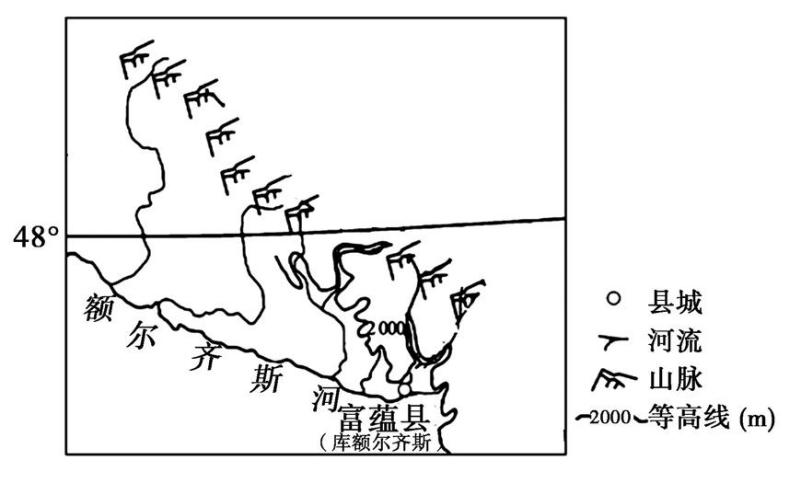 48°
额尔齐斯河
2000
富蕴县
（库额尔齐斯）
县城
河流
山脉
2000 等高线 (m)